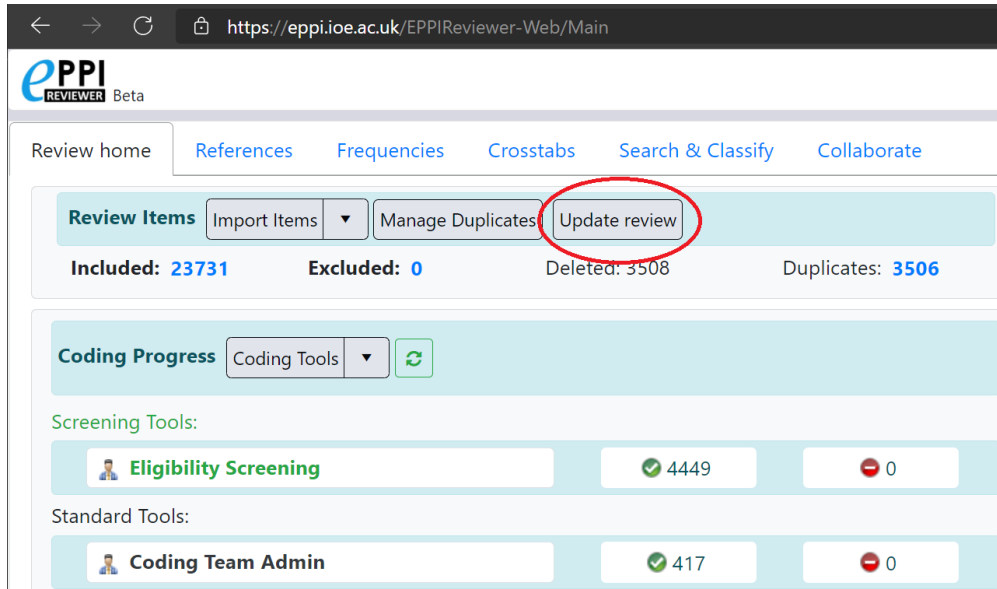 https://eppi.ioe.ac.uk/EPPIReviewer-Web/Main
ePPI
REVIEWER Beta
Review home References Frequencies Crosstabs Search & Classify Collaborate
Review Items Import Items ▼ Manage Duplicates Update review
Included: 23731 Excluded: 0 Deleted: 3508 Duplicates: 3506
Coding Progress Coding Tools ▼
Screening Tools:
Eligibility Screening 4449 0
Standard Tools:
Coding Team Admin 417 0